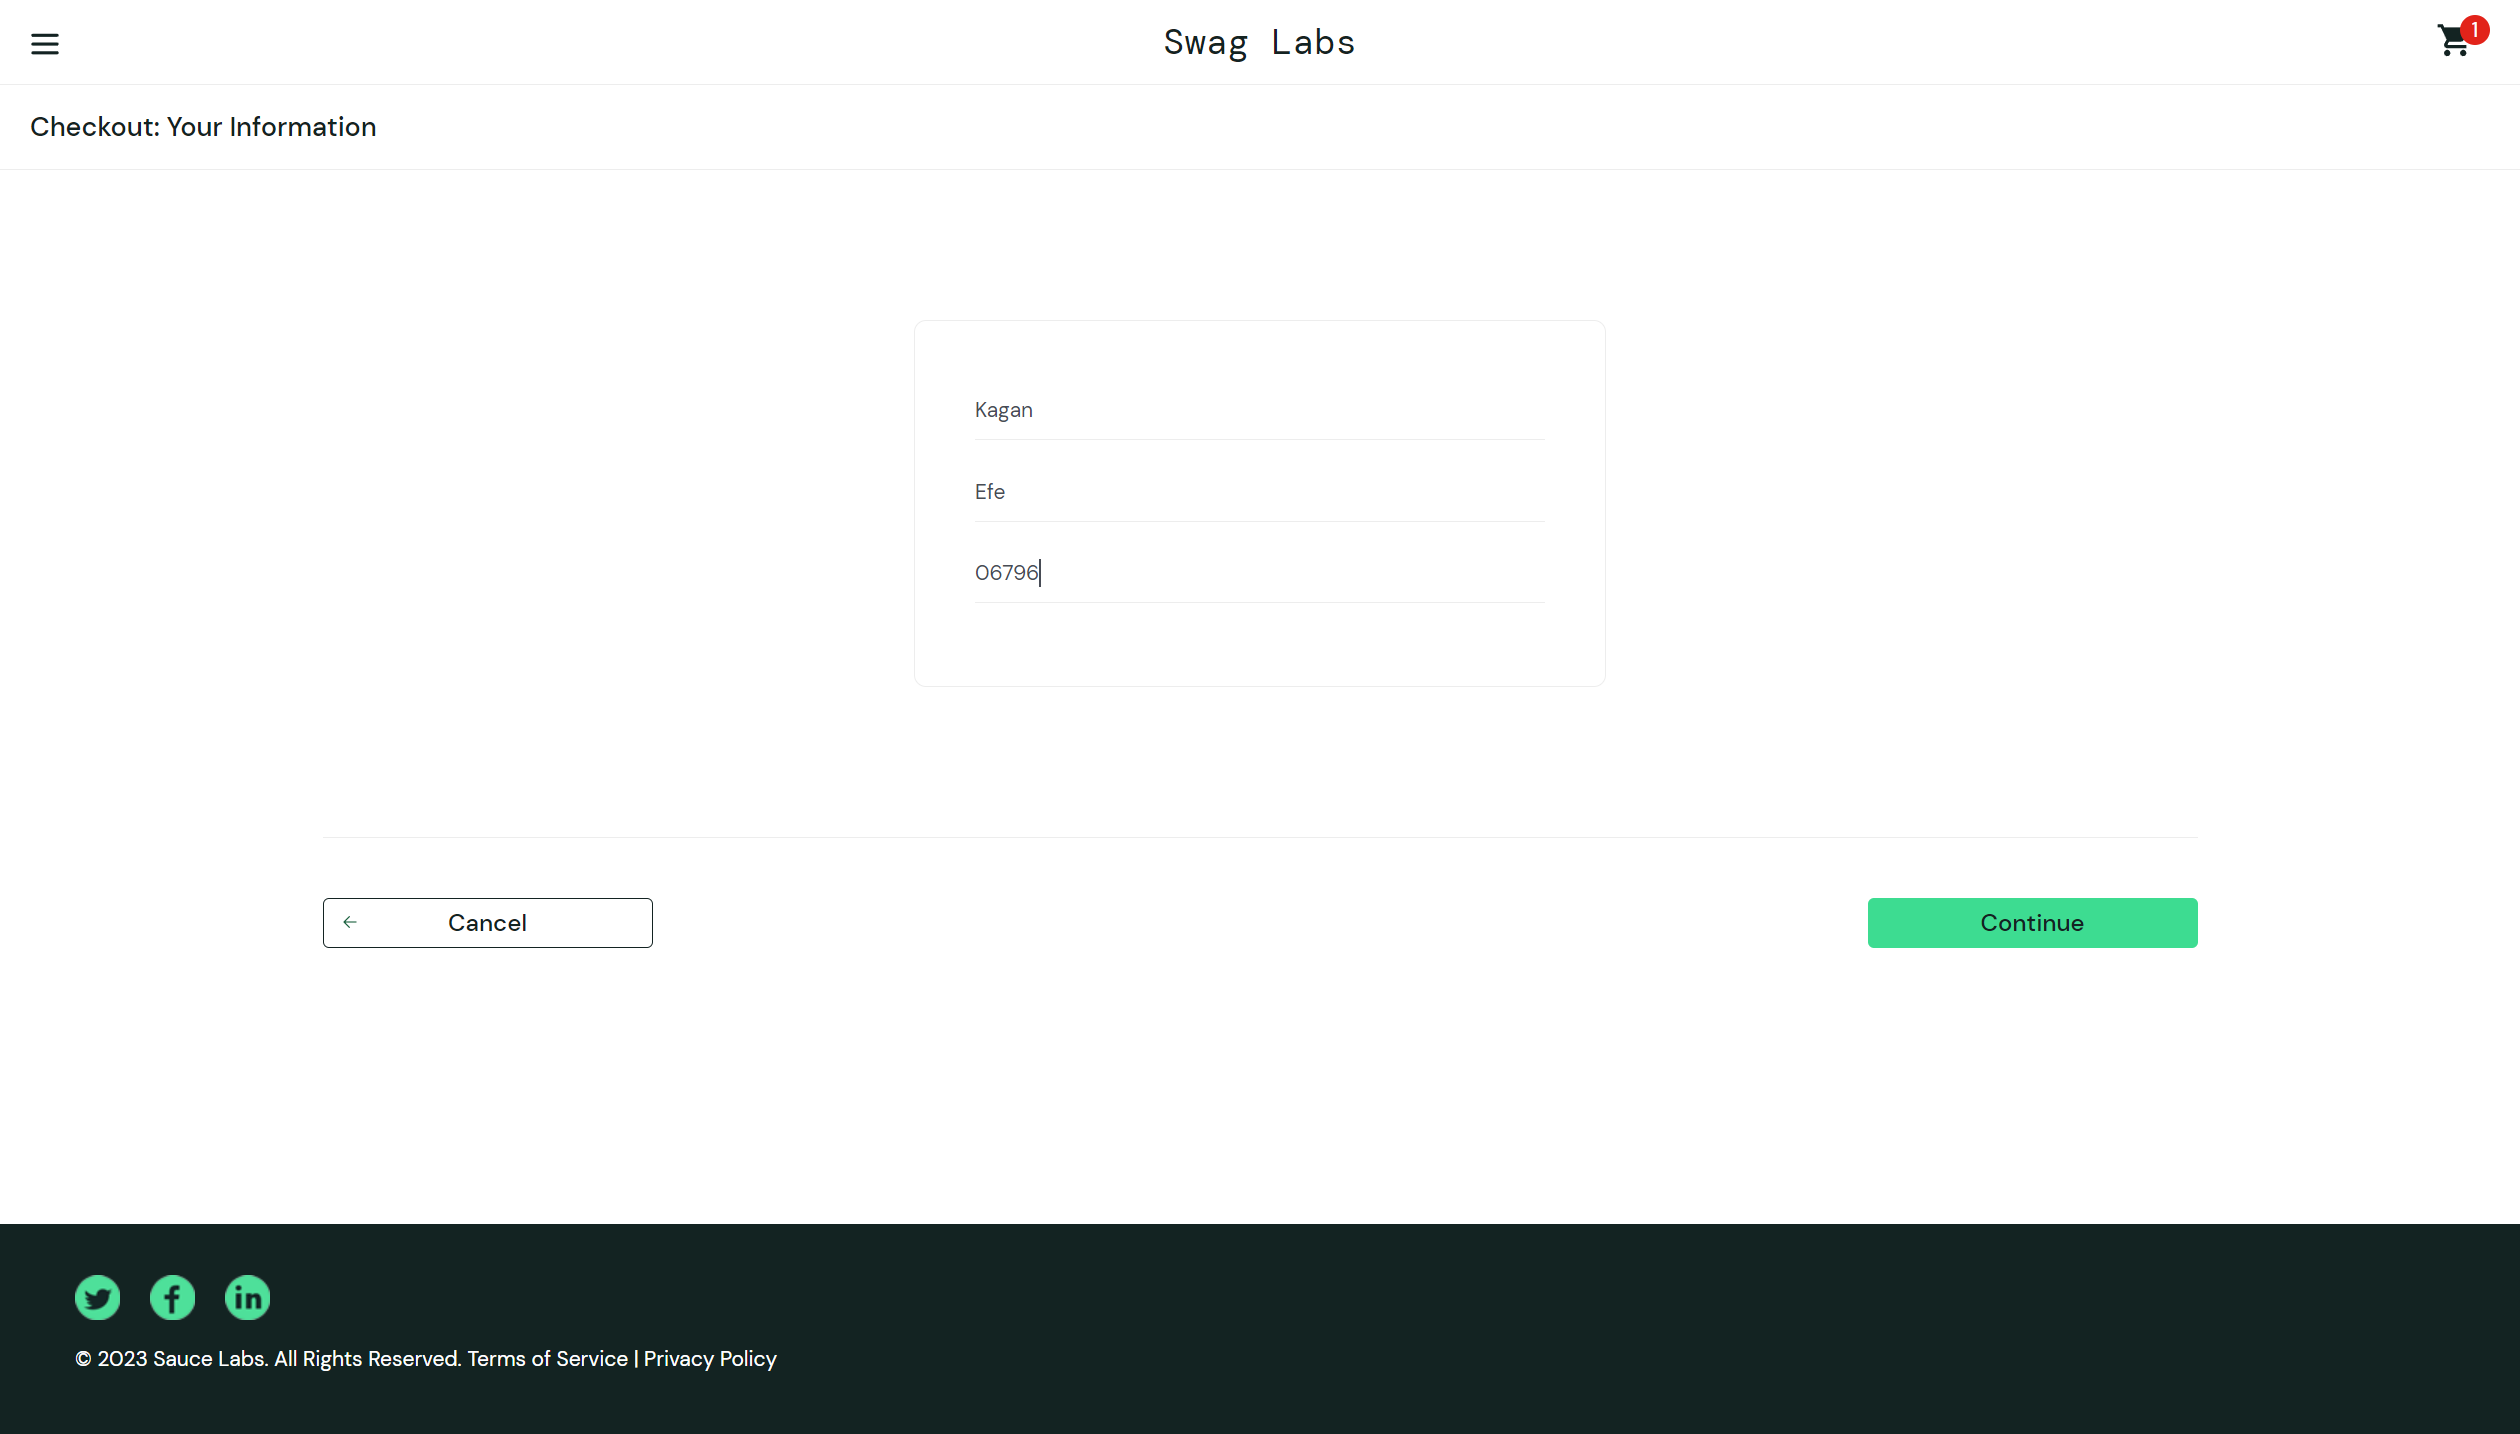 Swag Labs
1
Checkout: Your Information
Kagan
Efe
06796
Cancel
Continue
© 2023 Sauce Labs. All Rights Reserved. Terms of Service | Privacy Policy